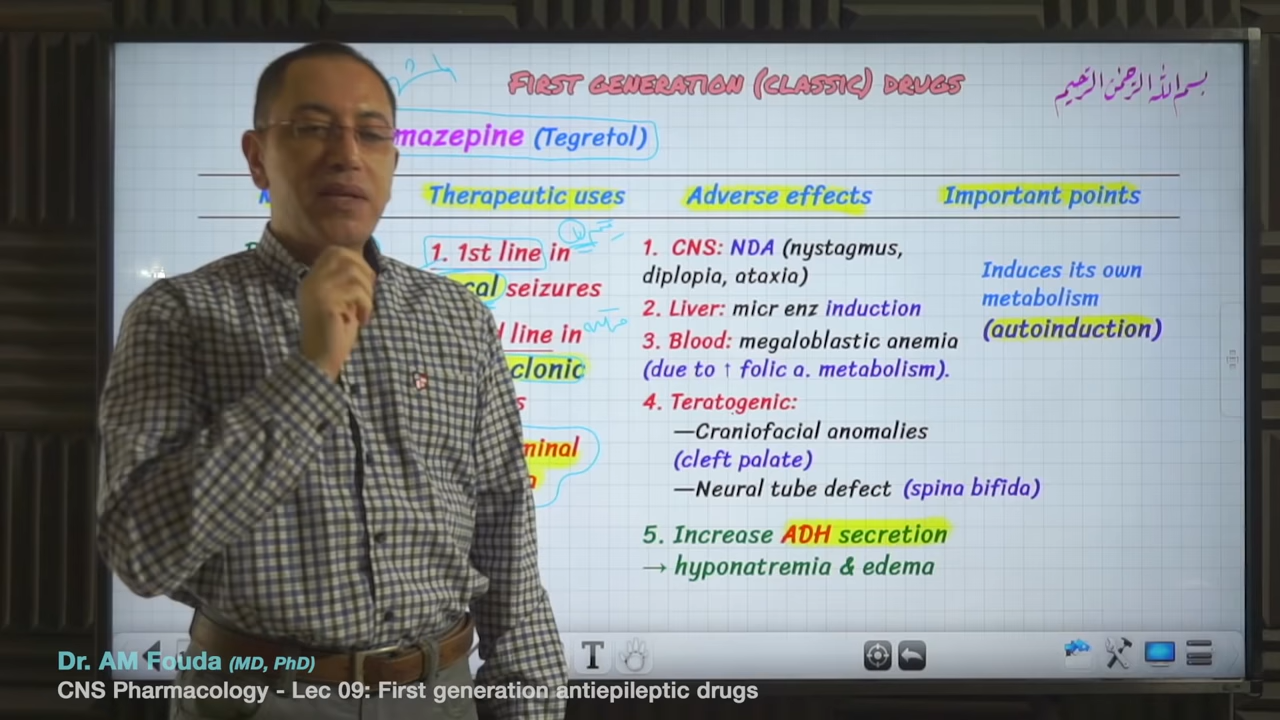 FIRST GENERATION (CLASSIC) DRUGS
بسم الله الرحمن الرحيم
mazepine (Tegretol)
Therapeutic uses
Adverse effects
Important points
1. 1st line in
cal seizures
line in
clonic
s
minal
1. CNS: NDA (nystagmus,
diplopia, ataxia)
2. Liver: micr enz induction
3. Blood: megaloblastic anemia
(due to ↑ folic a. metabolism).
4. Teratogenic:
—Craniofacial anomalies
(cleft palate)
—Neural tube defect (spina bifida)
5. Increase ADH secretion
→ hyponatremia & edema
Induces its own
metabolism
(autoinduction)
T
Dr. AM Fouda (MD, PhD)
CNS Pharmacology - Lec 09: First generation antiepileptic drugs